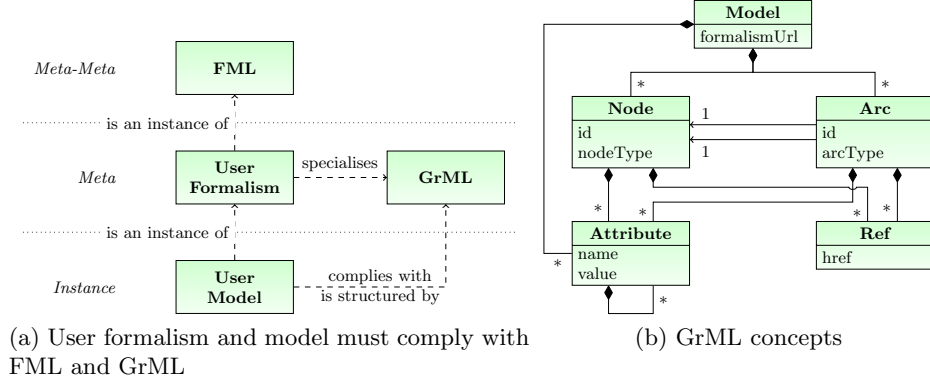 Meta-Meta
FML
is an instance of
Meta
User
Formalism
specialises
GrML
is an instance of
Instance
User
Model
complies with
is structured by
(a) User formalism and model must comply with
FML and GrML
Model
formalismUrl
*
*
Node
id
nodeType
1
1
Arc
id
arcType
*
*
*
*
Attribute
name
value
*
*
Ref
href
(b) GrML concepts